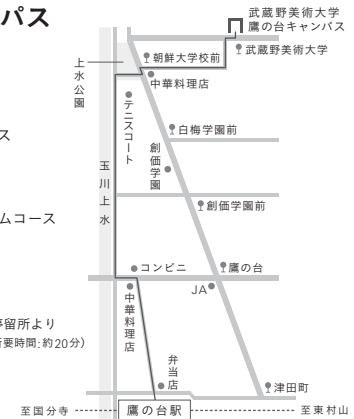 パス
武蔵野美術大学
鷹の台キャンパス
朝鮮大学校前
武蔵野美術大学
上水公園
中華料理店
テニスコート
ス
白梅学園前
創価学園
玉川上水
創価学園前
ムコース
コンビニ
鷹の台
JA
中華料理店
停留所より
要時間:約20分)
弁当店
津田町
至国分寺
鷹の台駅
至東村山